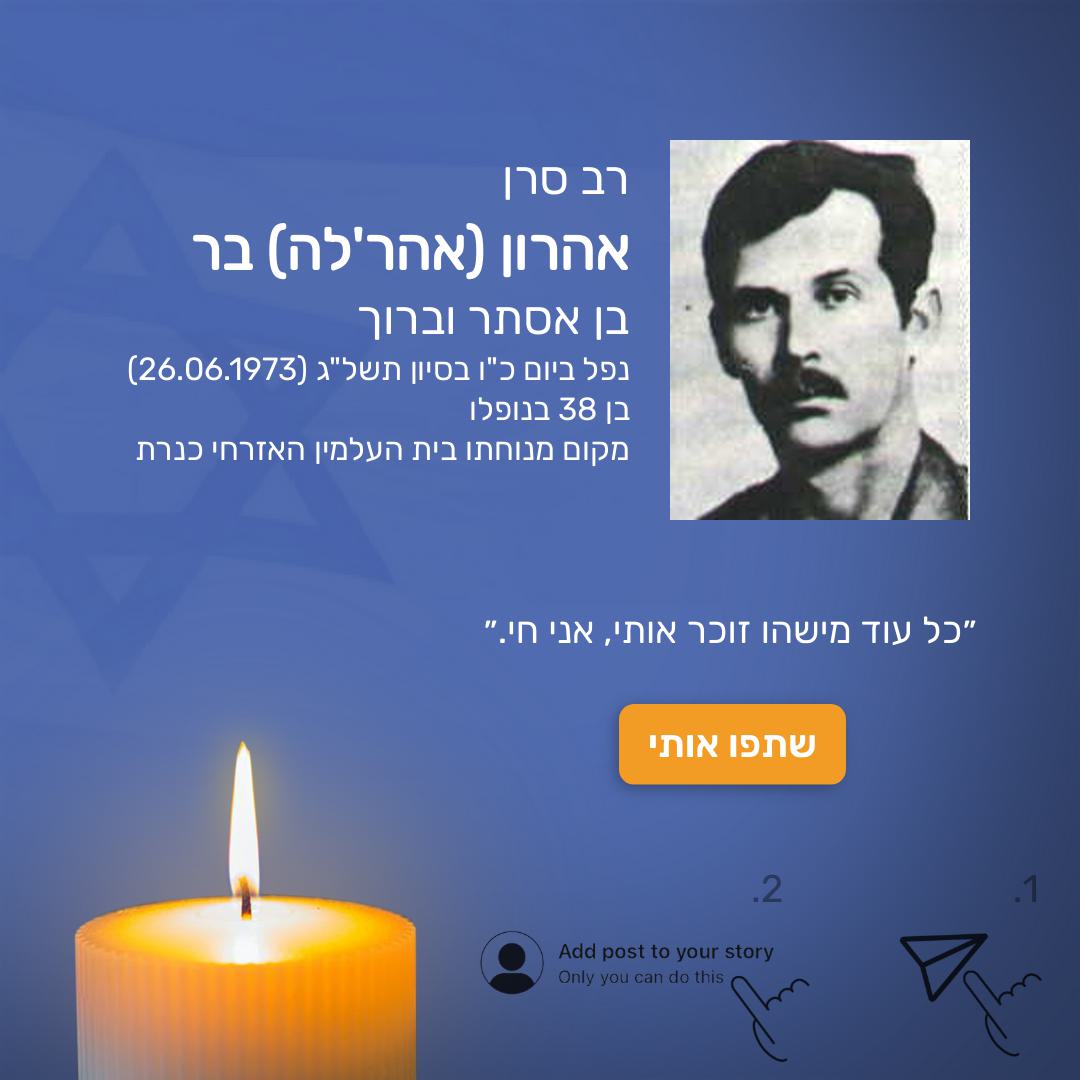 רב סרן
אהרון (אהר'לה) בר
בן אסתר וברוך
נפל ביום כ"ו בסיון תשל"ג (26.06.1973)
בן 38 בנופלו
מקום מנוחתו בית העלמין האזרחי כנרת
״כל עוד מישהו זוכר אותי, אני חי.״
שתפו אותי
1.
2.
Add post to your story
Only you can do this